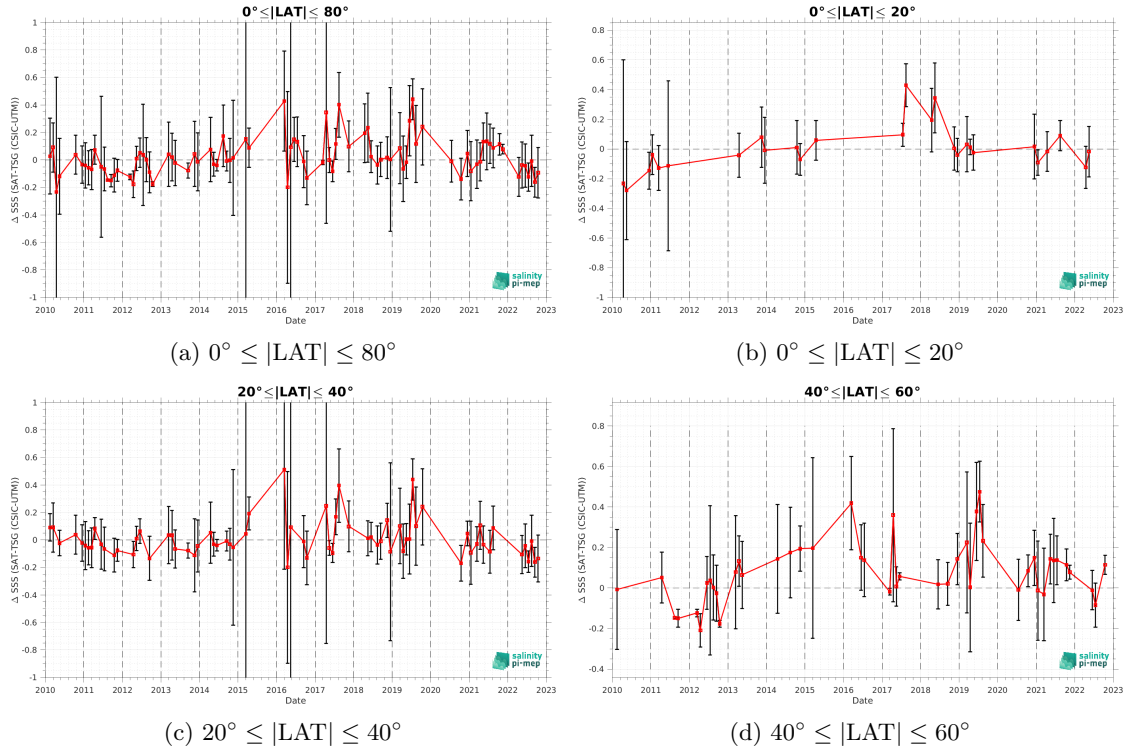 0°≤|LAT|≤ 80°
Δ SSS (SAT-TSG (CSIC-UTM))
1
0.8
0.6
0.4
0.2
0
-0.2
-0.4
-0.6
-0.8
-1
2010 2011 2012 2013 2014 2015 2016 2017 2018 2019 2020 2021 2022 2023
Date
salinity
pi-mep
(a) 0° ≤ |LAT| ≤ 80°
0°≤|LAT|≤ 20°
Δ SSS (SAT-TSG (CSIC-UTM))
0.8
0.6
0.4
0.2
0
-0.2
-0.4
-0.6
-0.8
-1
2010 2011 2012 2013 2014 2015 2016 2017 2018 2019 2020 2021 2022 2023
Date
salinity
pi-mep
(b) 0° ≤ |LAT| ≤ 20°
20°≤|LAT|≤ 40°
Δ SSS (SAT-TSG (CSIC-UTM))
1
0.8
0.6
0.4
0.2
0
-0.2
-0.4
-0.6
-0.8
-1
2010 2011 2012 2013 2014 2015 2016 2017 2018 2019 2020 2021 2022 2023
Date
salinity
pi-mep
(c) 20° ≤ |LAT| ≤ 40°
40°≤|LAT|≤ 60°
Δ SSS (SAT-TSG (CSIC-UTM))
0.8
0.6
0.4
0.2
0
-0.2
-0.4
2010 2011 2012 2013 2014 2015 2016 2017 2018 2019 2020 2021 2022 2023
Date
salinity
pi-mep
(d) 40° ≤ |LAT| ≤ 60°